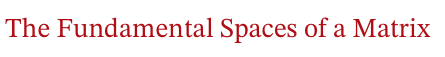 The Fundamental Spaces of a Matrix